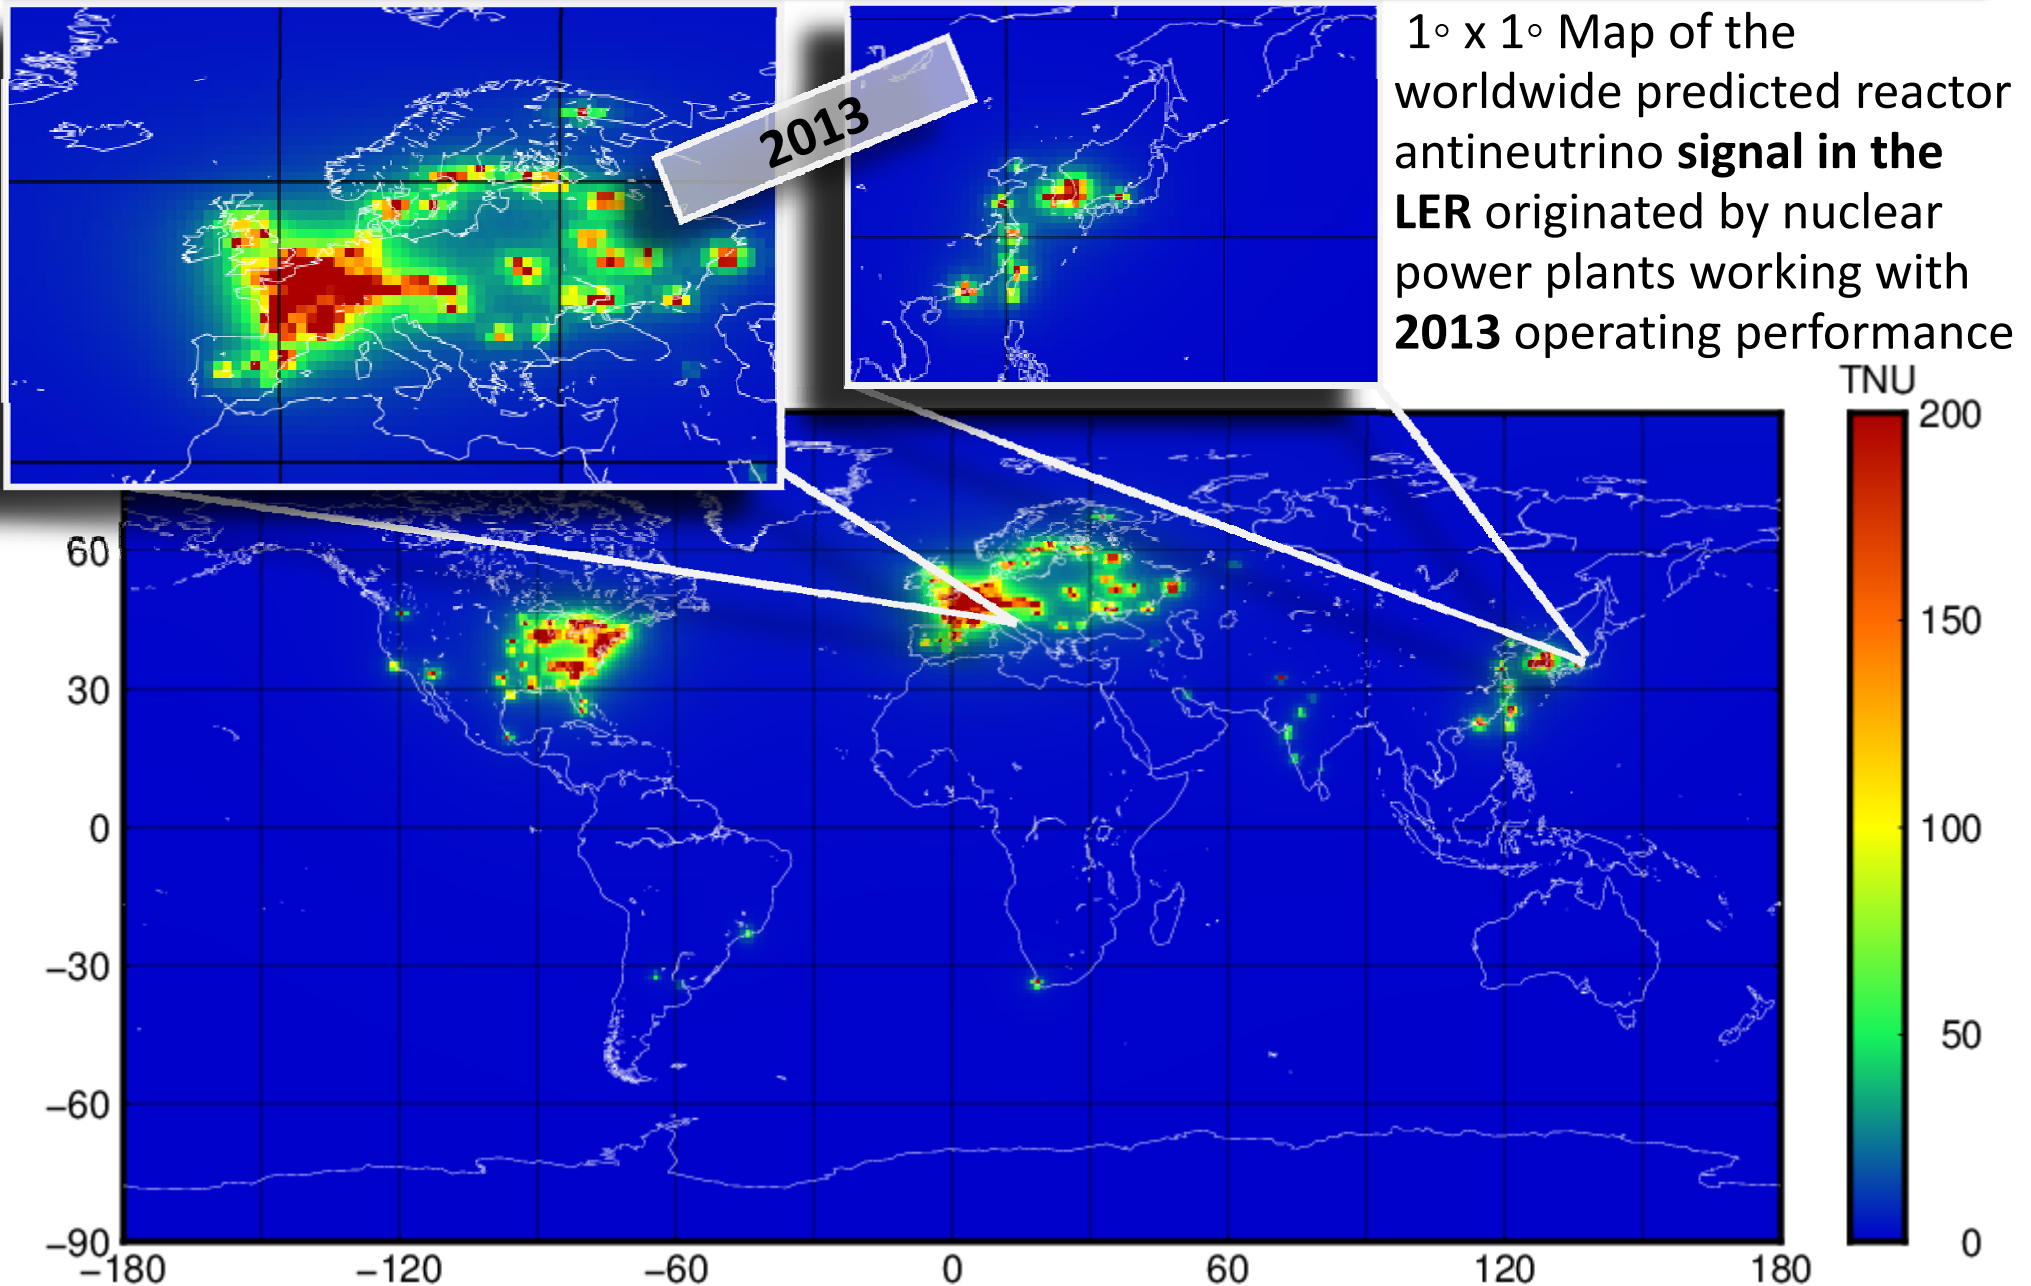 1◦ x 1◦ Map of the
worldwide predicted reactor
antineutrino signal in the
LER originated by nuclear
power plants working with
2013 operating performance
2013
TNU
200
150
100
50
0
60
30
0
−30
−60
−90
−180
−120
−60
0
60
120
180